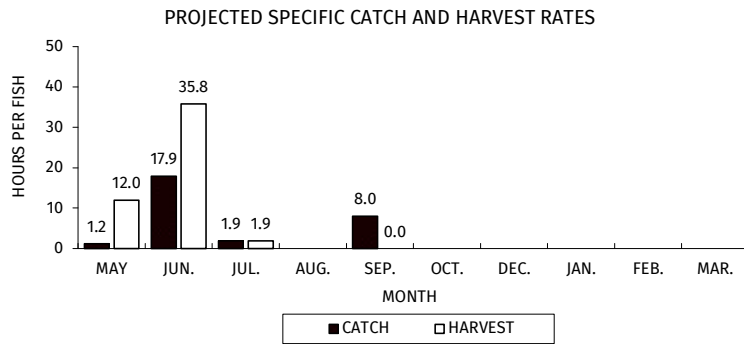 PROJECTED SPECIFIC CATCH AND HARVEST RATES
HOURS PER FISH
50
40
30
20
10
0
1.2
12.0
17.9
35.8
1.9
1.9
8.0
0.0
MAY JUN. JUL. AUG. SEP. OCT. DEC. JAN. FEB. MAR.
MONTH
CATCH HARVEST